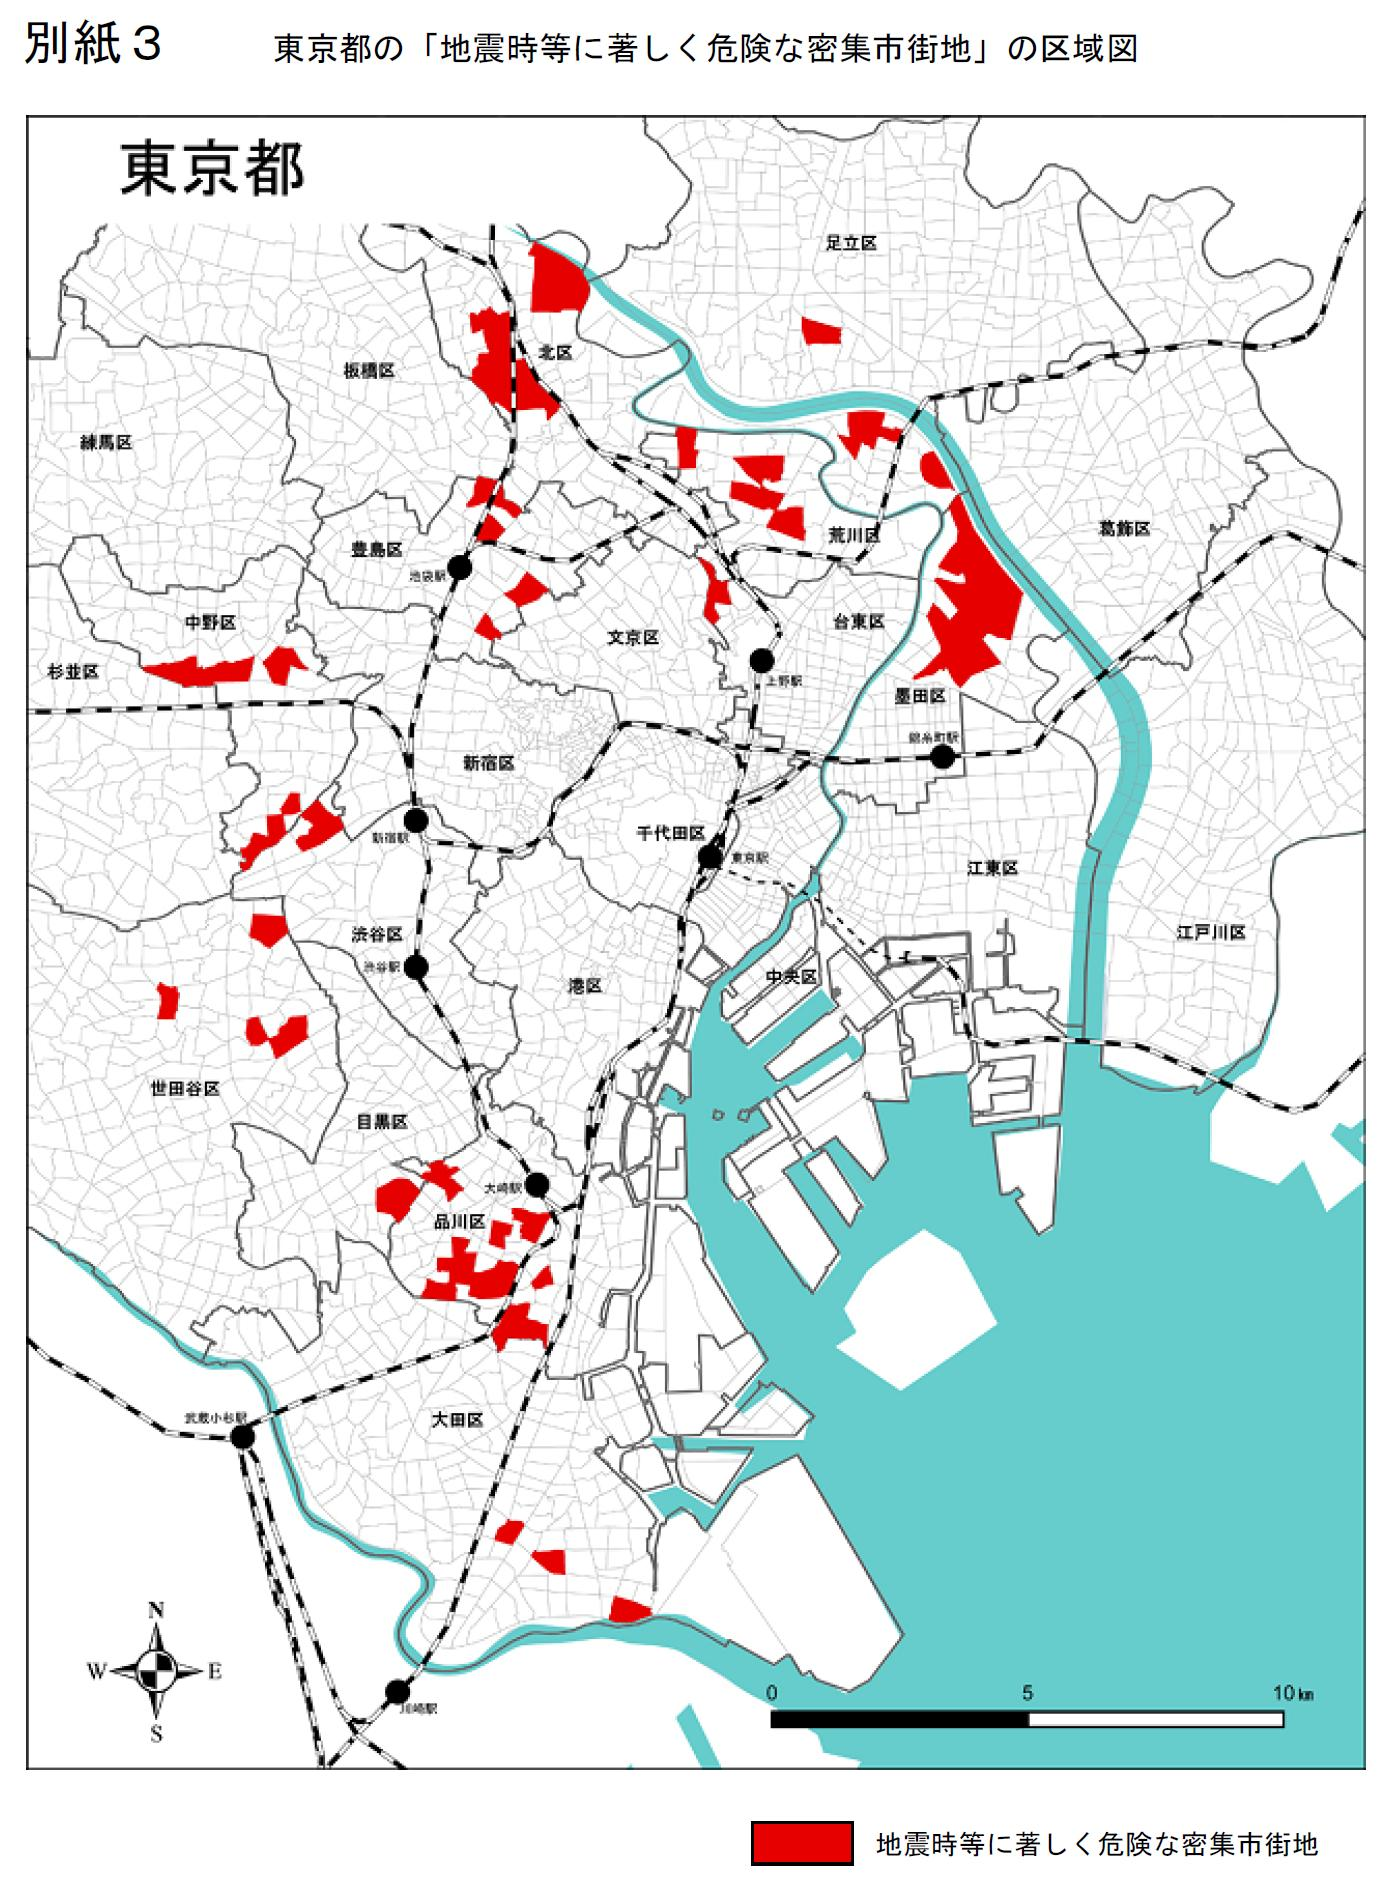 別紙3
東京都の「地震時等に著しく危険な密集市街地」の区域図
東京都
足立区
北区
板橋区
練馬区
荒川区
葛飾区
豊島区
池袋駅
中野区
文京区
台東区
杉並区
上野駅
墨田区
錦糸町駅
新宿区
新宿駅
千代田区
東京駅
江東区
渋谷区
江戸川区
渋谷駅
港区
中央区
世田谷区
目黒区
大崎駅
品川区
武蔵小杉駅
大田区
N
W
E
S
川崎駅
0
5
10km
地震時等に著しく危険な密集市街地